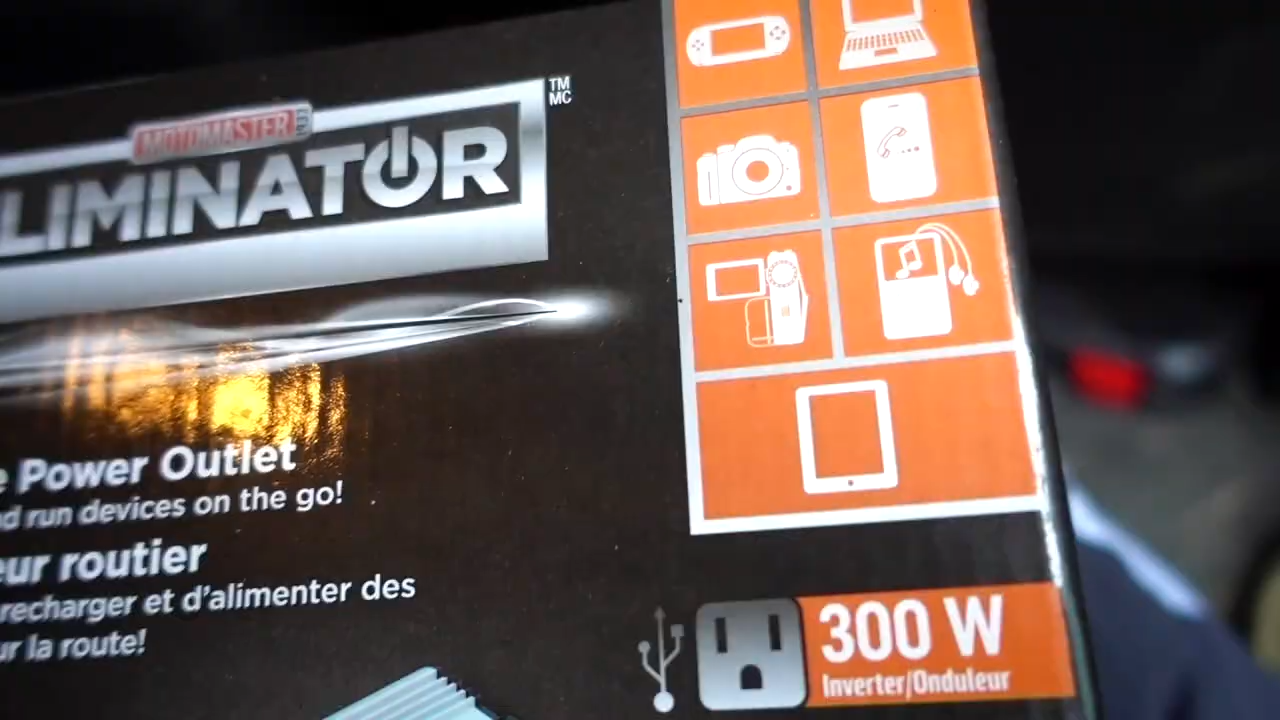 MOTOMASTER
LIMINATOR
TM
MC
e Power Outlet
nd run devices on the go!
eur routier
recharger et d'alimenter des
ur la route!
300 W
Inverter/Onduleur